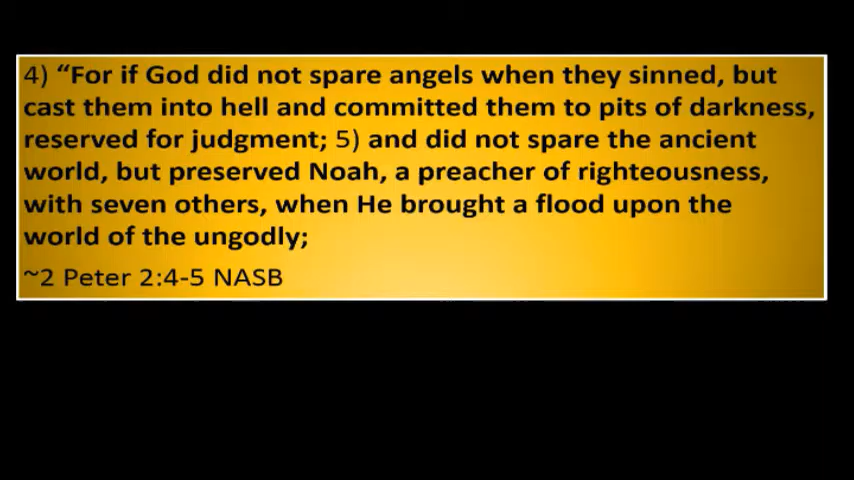 4) “For if God did not spare angels when they sinned, but
cast them into hell and committed them to pits of darkness,
reserved for judgment; 5) and did not spare the ancient
world, but preserved Noah, a preacher of righteousness,
with seven others, when He brought a flood upon the
world of the ungodly;
~2 Peter 2:4-5 NASB